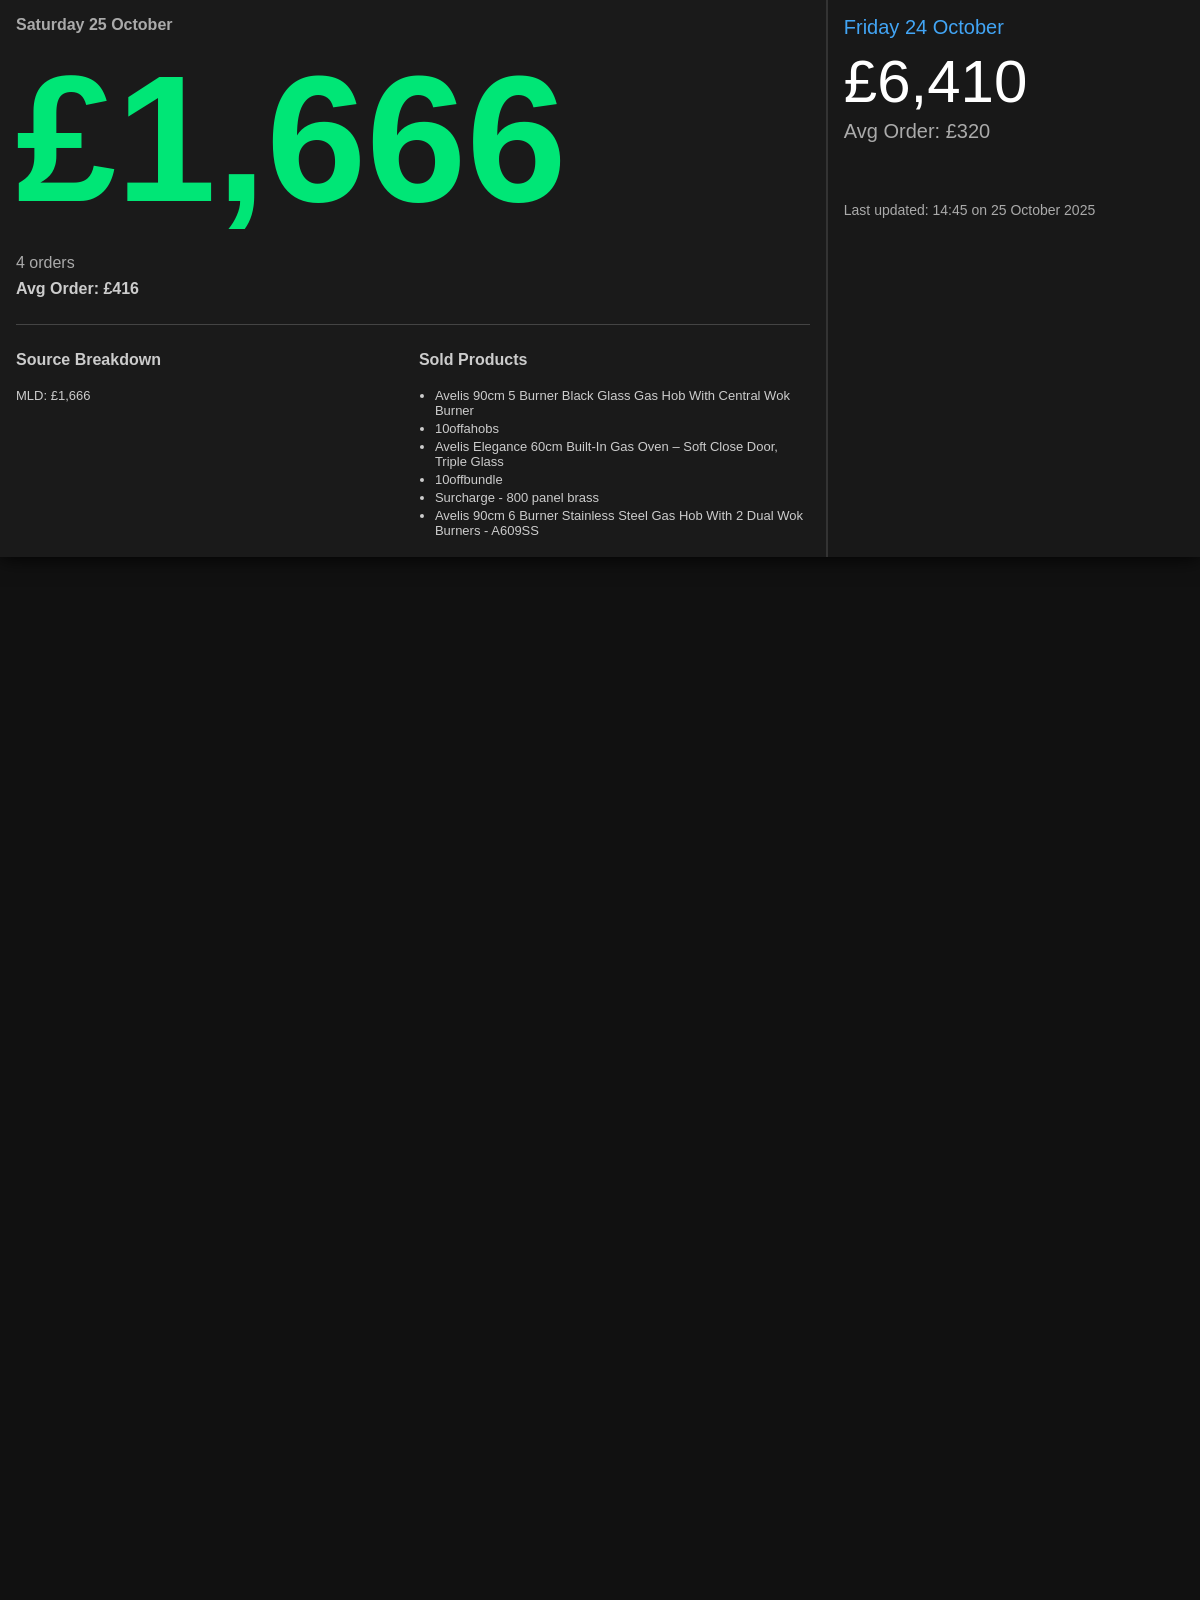 Saturday 25 October
£1,666
4 orders
Avg Order: £416
Source Breakdown
MLD: £1,666
Sold Products
Avelis 90cm 5 Burner Black Glass Gas Hob With Central Wok
Burner
10offahobs
Avelis Elegance 60cm Built-In Gas Oven – Soft Close Door,
Triple Glass
10offbundle
Surcharge - 800 panel brass
Avelis 90cm 6 Burner Stainless Steel Gas Hob With 2 Dual Wok
Burners - A609SS
Friday 24 October
£6,410
Avg Order: £320
Last updated: 14:45 on 25 October 2025